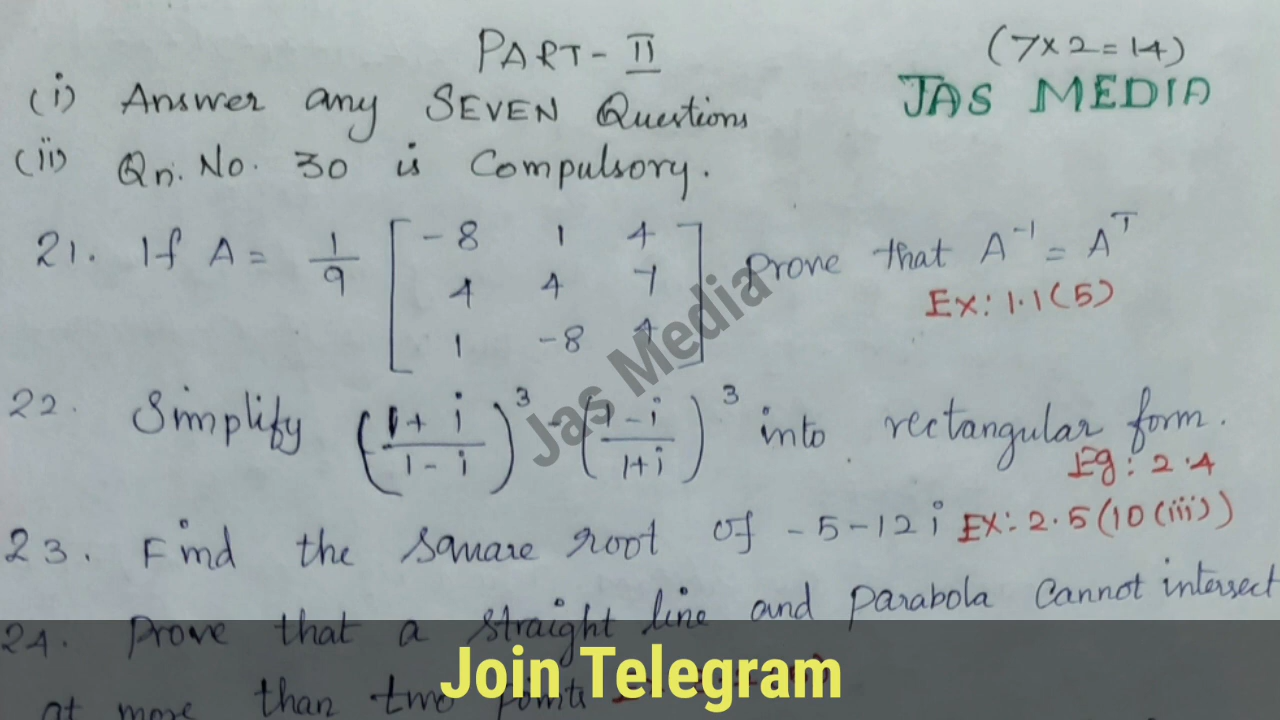 PART - II (7 x 2 = 14)
JAS MEDIA
(i) Answer any SEVEN Questions
(ii) Qn. No. 30 is Compulsory.
21. If A = 1/9 [ -8 1 4 prove that A⁻¹ = Aᵀ
4 4 7
1 -8 4 ]
Ex: 1.1 (5)
22. Simplify (1 + i / 1 - i)³ - (1 - i / 1 + i)³ into rectangular form.
Eg: 2.4
23. Find the square root of -5 - 12 i Ex: 2.5 (10 (iii))
24. Prove that a straight line and parabola cannot intersect
at more than two points
Jas Media
Join Telegram